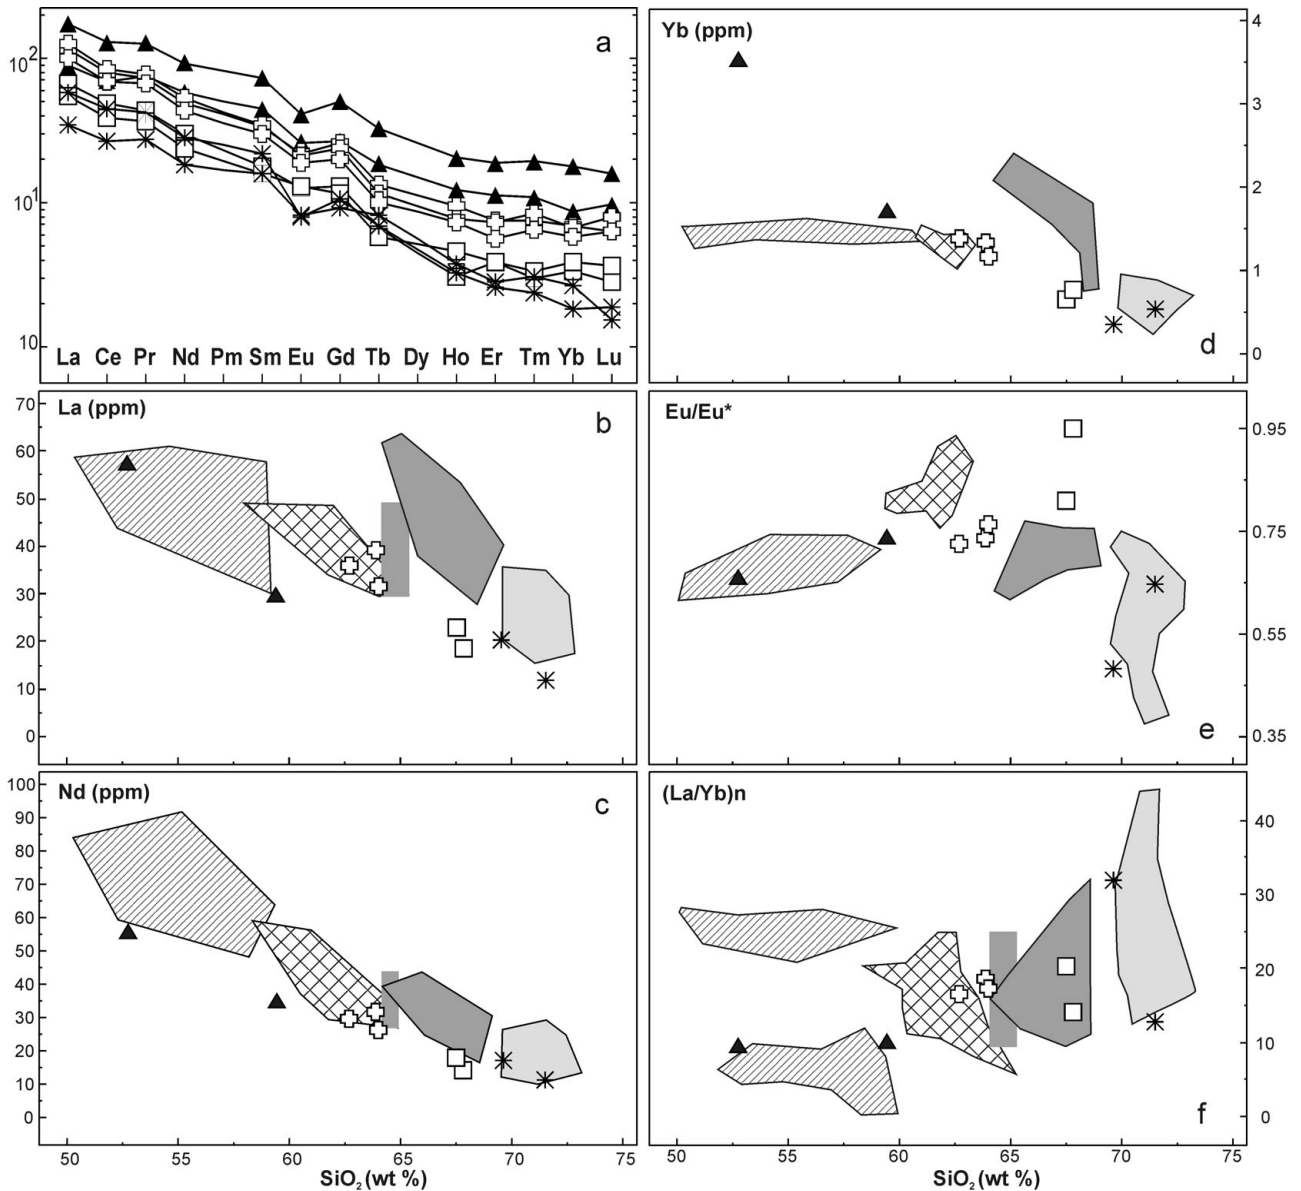 a
10²
10¹
10
La Ce Pr Nd Pm Sm Eu Gd Tb Dy Ho Er Tm Yb Lu
Yb (ppm)
4
3
2
1
0
d
La (ppm)
b
70
60
50
40
30
20
10
0
Eu/Eu*
0.95
0.75
0.55
0.35
e
Nd (ppm)
c
100
90
80
70
60
50
40
30
20
10
0
50 55 60 65 70 75
SiO₂ (wt %)
(La/Yb)n
40
30
20
10
0
f
50 55 60 65 70 75
SiO₂ (wt %)